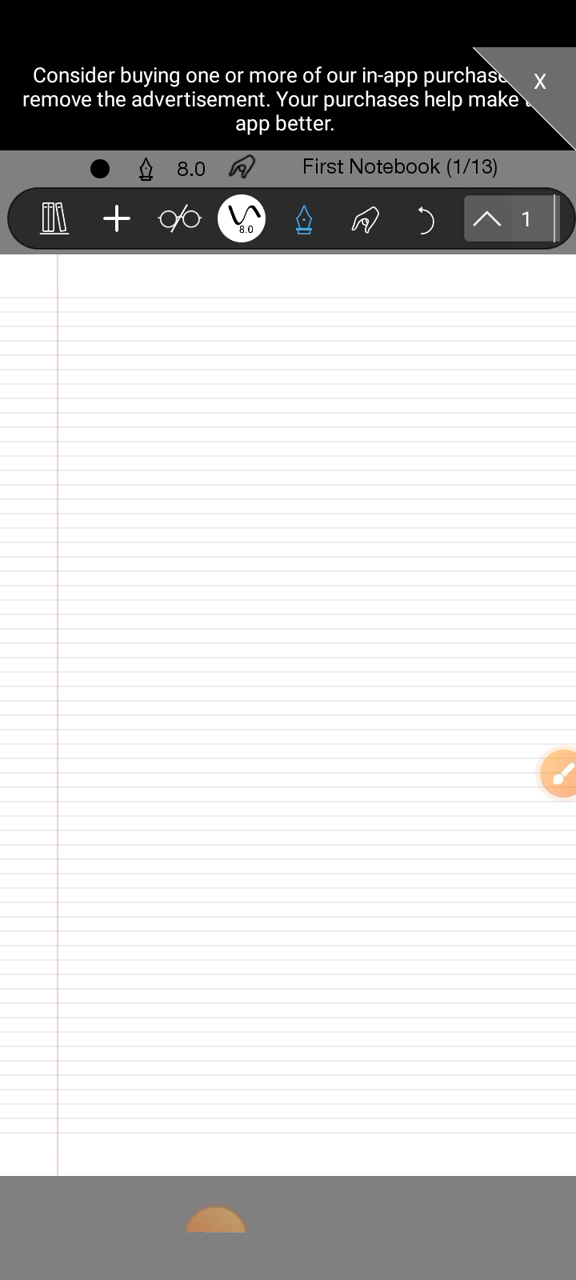 Consider buying one or more of our in-app
remove the advertisement. Your purchases help make
app better.
X
8.0 First Notebook (1/13)
8.0 1